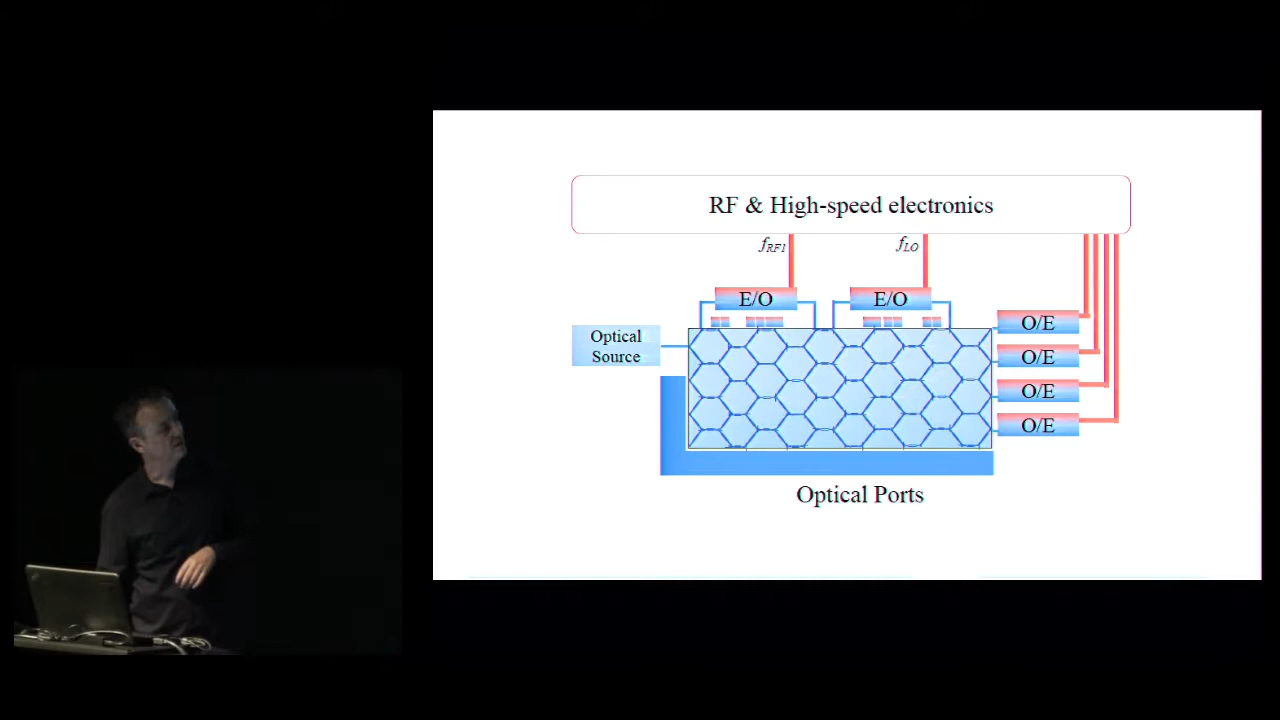 RF & High-speed electronics
fRF1
fLO
E/O
E/O
Optical
Source
O/E
O/E
O/E
O/E
Optical Ports